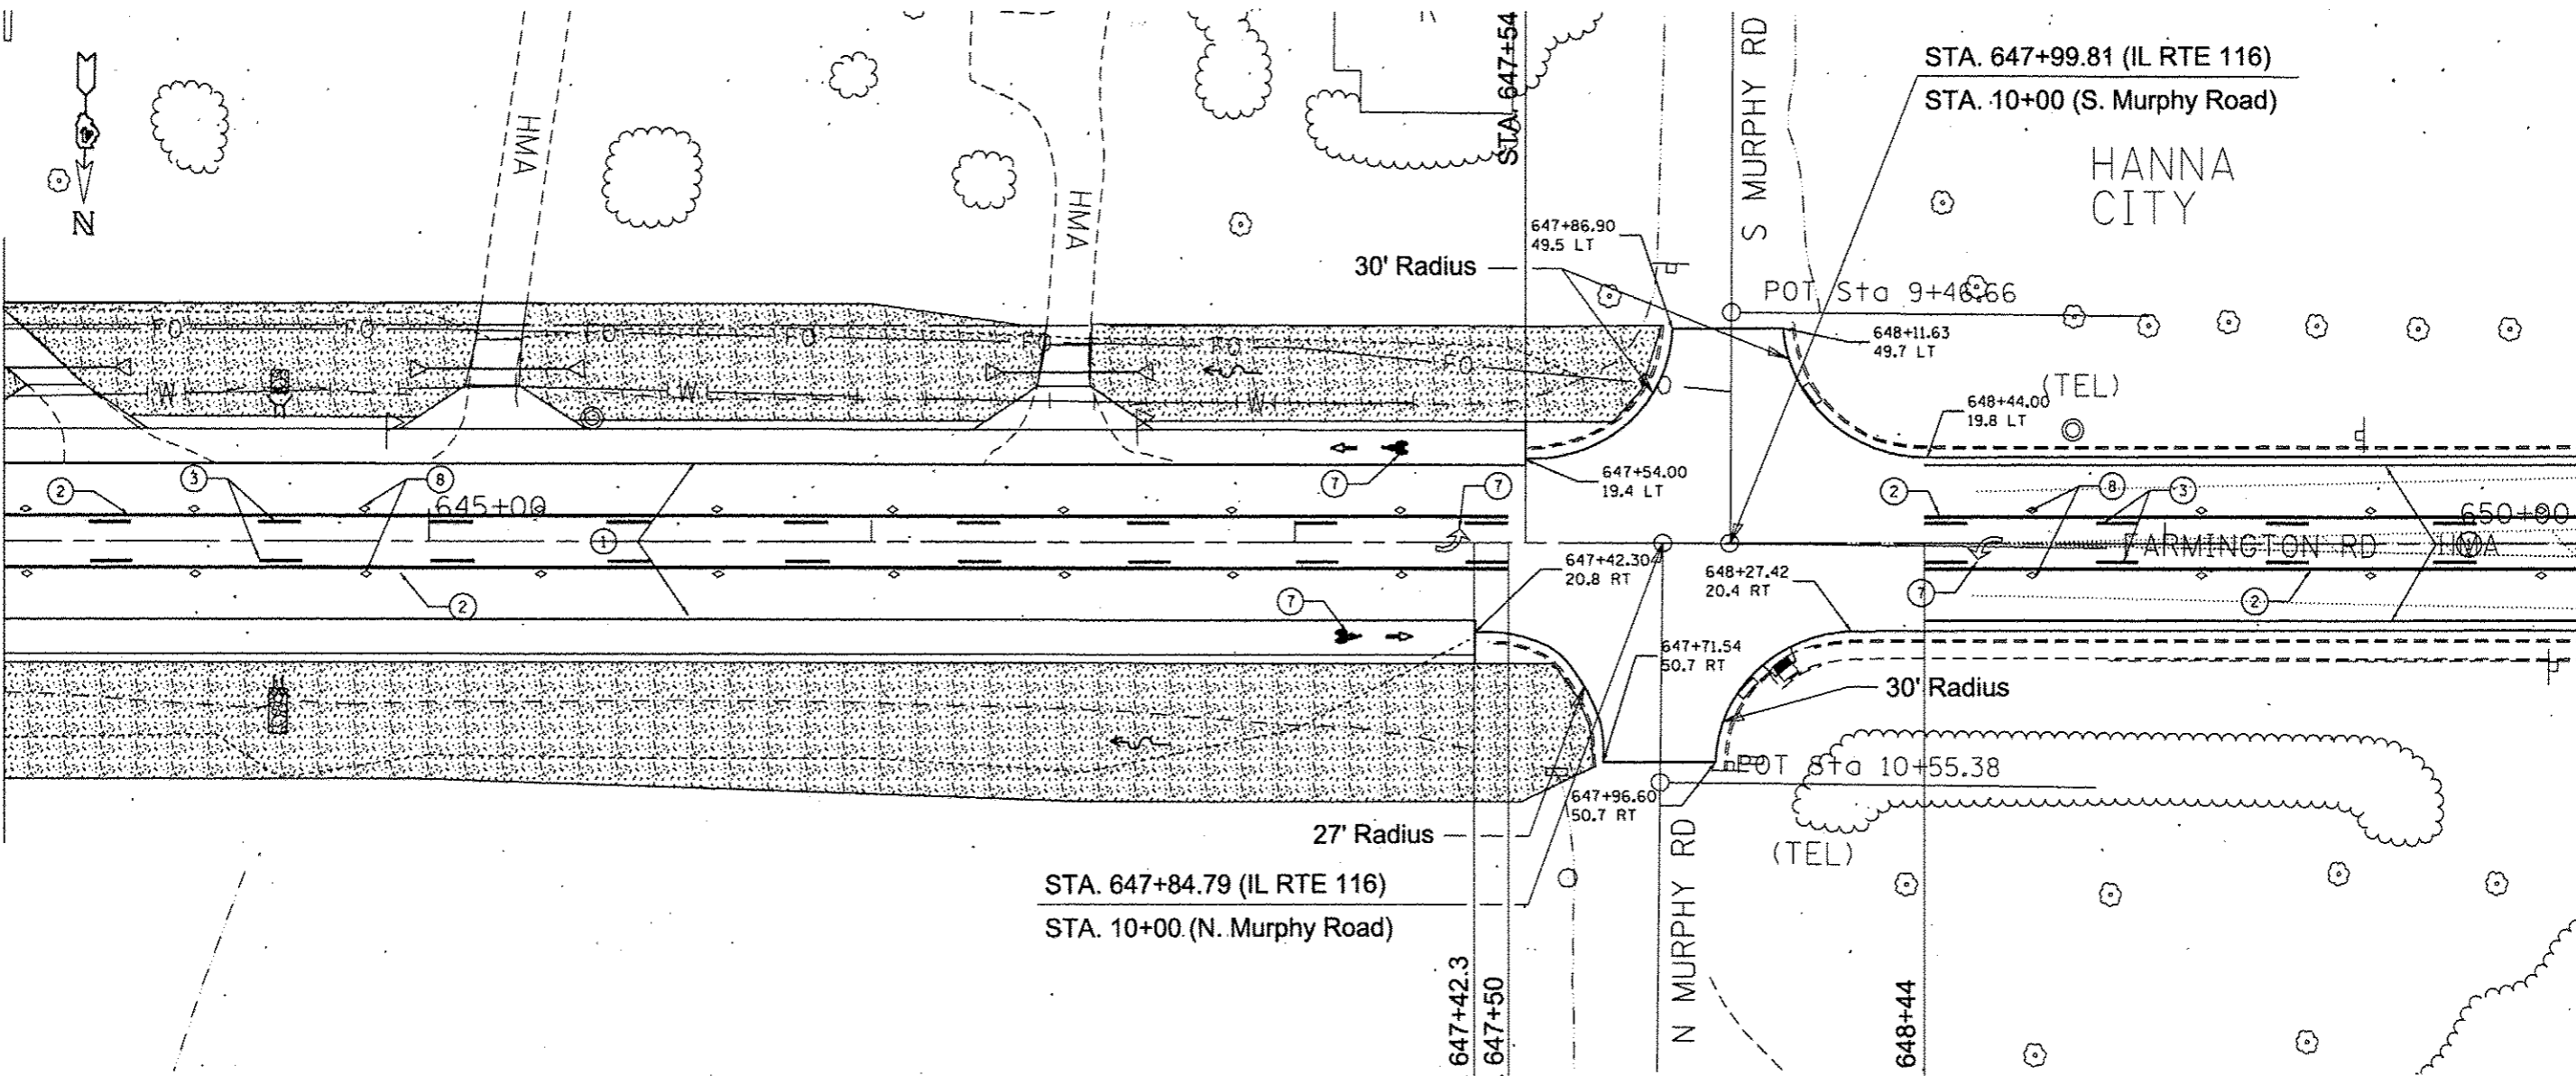 STA. 647+54
S MURPHY RD
STA. 647+99.81 (IL RTE 116)
STA. 10+00 (S. Murphy Road)
HANNA
CITY
N
HMA
HMA
647+86.90
49.5 LT
30' Radius
POT Sta 9+46.66
648+11.63
49.7 LT
FO
FO
FO
FO
FO
FO
FO
W
W
W
(TEL)
648+44.00
19.8 LT
647+54.00
19.4 LT
7
7
2
3
8
645+00
1
2
8
3
650+00
FARMINGTON RD
HMA
647+42.30
20.8 RT
648+27.42
20.4 RT
2
7
7
2
647+71.54
50.7 RT
30' Radius
POT Sta 10+55.38
647+96.60
50.7 RT
27' Radius
(TEL)
STA. 647+84.79 (IL RTE 116)
STA. 10+00 (N. Murphy Road)
N MURPHY RD
647+42.3
647+50
648+44